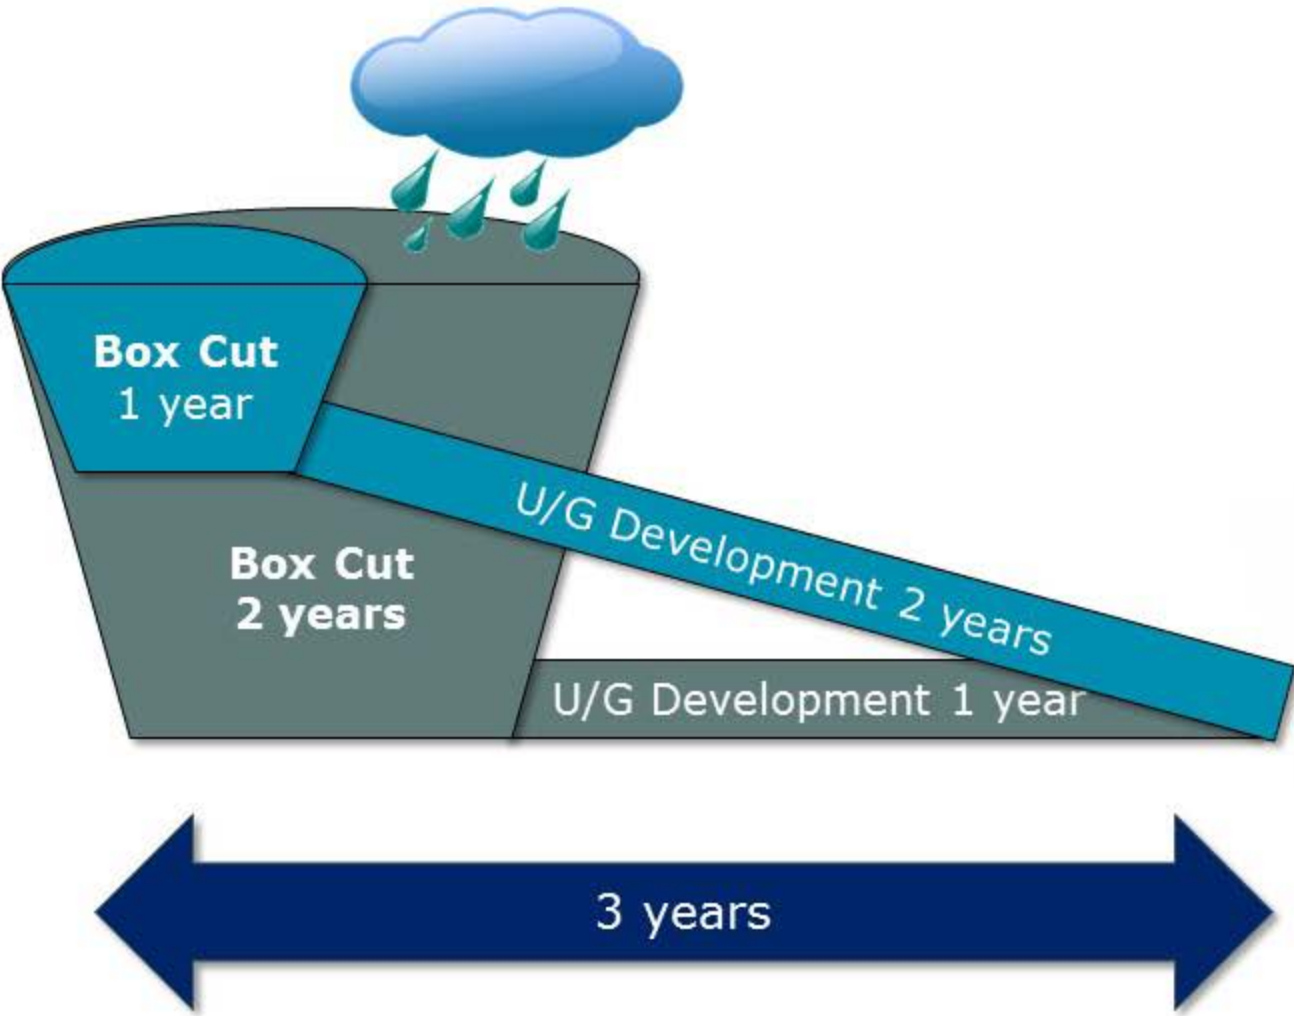 Box Cut
1 year
U/G Development 2 years
Box Cut
2 years
U/G Development 1 year
3 years